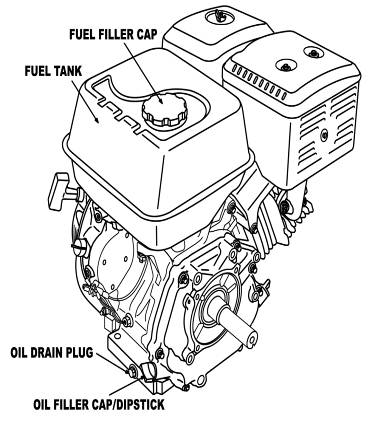 FUEL FILLER CAP
FUEL TANK
OIL DRAIN PLUG
OIL FILLER CAP/DIPSTICK